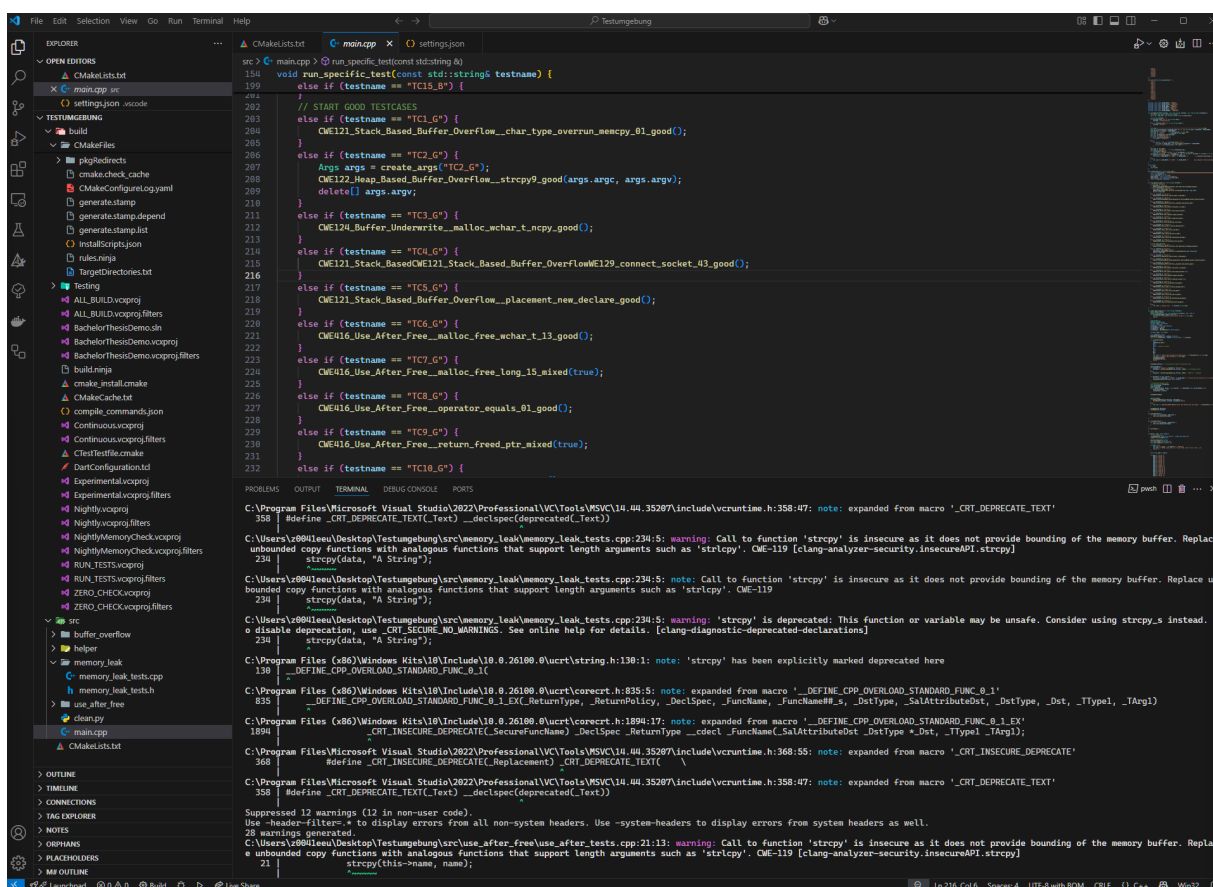 File Edit Selection View Go Run Terminal Help
Testumgebung
EXPLORER
OPEN EDITORS
CMakeLists.txt
main.cpp src
settings.json .vscode
TESTUMGEBUNG
build
CMakeFiles
pkgRedirects
cmake.check_cache
CMakeConfigureLog.yaml
generate.stamp
generate.stamp.depend
generate.stamp.list
InstallScripts.json
rules.ninja
TargetDirectories.txt
Testing
ALL_BUILD.vcxproj
ALL_BUILD.vcxproj.filters
BachelorThesisDemo.sln
BachelorThesisDemo.vcxproj
BachelorThesisDemo.vcxproj.filters
build.ninja
cmake_install.cmake
CMakeCache.txt
compile_commands.json
Continuous.vcxproj
Continuous.vcxproj.filters
CTestTestfile.cmake
DartConfiguration.tcl
Experimental.vcxproj
Experimental.vcxproj.filters
Nightly.vcxproj
Nightly.vcxproj.filters
NightlyMemoryCheck.vcxproj
NightlyMemoryCheck.vcxproj.filters
RUN_TESTS.vcxproj
RUN_TESTS.vcxproj.filters
ZERO_CHECK.vcxproj
ZERO_CHECK.vcxproj.filters
src
buffer_overflow
helper
memory_leak
memory_leak_tests.cpp
memory_leak_tests.h
use_after_free
clean.py
main.cpp
CMakeLists.txt
OUTLINE
TIMELINE
CONNECTIONS
TAG EXPLORER
NOTES
ORPHANS
PLACEHOLDERS
M# OUTLINE
CMakeLists.txt main.cpp settings.json
src > main.cpp > run_specific_test(const std::string &)
154 void run_specific_test(const std::string& testname) {
199 else if (testname == "TC15_B") {
201 }
202 // START GOOD TESTCASES
203 else if (testname == "TC1_G") {
204 CWE121_Stack_Based_Buffer_Overflow__char_type_overrun_memcpy_01_good();
205 }
206 else if (testname == "TC2_G") {
207 Args args = create_args("TC2_G");
208 CWE122_Heap_Based_Buffer_Overflow__strcpy9_good(args.argc, args.argv);
209 delete[] args.argv;
210 }
211 else if (testname == "TC3_G") {
212 CWE124_Buffer_Underwrite__malloc_wchar_t_ncpy_good();
213 }
214 else if (testname == "TC4_G") {
215 CWE121_Stack_BasedCWE121_Stack_Based_Buffer_OverflowWE129_connect_socket_43_good();
216 }
217 else if (testname == "TC5_G") {
218 CWE121_Stack_Based_Buffer_Overflow__placement_new_declare_good();
219 }
220 else if (testname == "TC6_G") {
221 CWE416_Use_After_Free__malloc_free_wchar_t_13_good();
222 }
223 else if (testname == "TC7_G") {
224 CWE416_Use_After_Free__malloc_free_long_15_mixed(true);
225 }
226 else if (testname == "TC8_G") {
227 CWE416_Use_After_Free__operator_equals_01_good();
228 }
229 else if (testname == "TC9_G") {
230 CWE416_Use_After_Free__return_freed_ptr_mixed(true);
231 }
232 else if (testname == "TC10_G") {
PROBLEMS OUTPUT TERMINAL DEBUG CONSOLE PORTS
pwsh
C:\Program Files\Microsoft Visual Studio\2022\Professional\VC\Tools\MSVC\14.44.35207\include\vcruntime.h:358:47: note: expanded from macro '_CRT_DEPRECATE_TEXT'
358 | #define _CRT_DEPRECATE_TEXT(_Text) __declspec(deprecated(_Text))
| ^
C:\Users\z0041eeu\Desktop\Testumgebung\src\memory_leak\memory_leak_tests.cpp:234:5: warning: Call to function 'strcpy' is insecure as it does not provide bounding of the memory buffer. Replac
unbounded copy functions with analogous functions that support length arguments such as 'strlcpy'. CWE-119 [clang-analyzer-security.insecureAPI.strcpy]
234 | strcpy(data, "A String");
| ^~~~~~
C:\Users\z0041eeu\Desktop\Testumgebung\src\memory_leak\memory_leak_tests.cpp:234:5: note: Call to function 'strcpy' is insecure as it does not provide bounding of the memory buffer. Replace u
bounded copy functions with analogous functions that support length arguments such as 'strlcpy'. CWE-119
234 | strcpy(data, "A String");
| ^~~~~~
C:\Users\z0041eeu\Desktop\Testumgebung\src\memory_leak\memory_leak_tests.cpp:234:5: warning: 'strcpy' is deprecated: This function or variable may be unsafe. Consider using strcpy_s instead.
o disable deprecation, use _CRT_SECURE_NO_WARNINGS. See online help for details. [clang-diagnostic-deprecated-declarations]
234 | strcpy(data, "A String");
| ^
C:\Program Files (x86)\Windows Kits\10\Include\10.0.26100.0\ucrt\string.h:130:1: note: 'strcpy' has been explicitly marked deprecated here
130 | __DEFINE_CPP_OVERLOAD_STANDARD_FUNC_0_1(
| ^
C:\Program Files (x86)\Windows Kits\10\Include\10.0.26100.0\ucrt\corecrt.h:835:5: note: expanded from macro '__DEFINE_CPP_OVERLOAD_STANDARD_FUNC_0_1'
835 | __DEFINE_CPP_OVERLOAD_STANDARD_FUNC_0_1_EX(_ReturnType, _ReturnPolicy, _DeclSpec, _FuncName, _FuncName##_s, _DstType, _SalAttributeDst, _DstType, _Dst, _TType1, _TArg1)
| ^
C:\Program Files (x86)\Windows Kits\10\Include\10.0.26100.0\ucrt\corecrt.h:1894:17: note: expanded from macro '__DEFINE_CPP_OVERLOAD_STANDARD_FUNC_0_1_EX'
1894 | _CRT_INSECURE_DEPRECATE(_SecureFuncName) _DeclSpec _ReturnType __cdecl _FuncName(_SalAttributeDst _DstType *_Dst, _TType1 _TArg1);
| ^
C:\Program Files\Microsoft Visual Studio\2022\Professional\VC\Tools\MSVC\14.44.35207\include\vcruntime.h:368:55: note: expanded from macro '_CRT_INSECURE_DEPRECATE'
368 | #define _CRT_INSECURE_DEPRECATE(_Replacement) _CRT_DEPRECATE_TEXT( \
| ^
C:\Program Files\Microsoft Visual Studio\2022\Professional\VC\Tools\MSVC\14.44.35207\include\vcruntime.h:358:47: note: expanded from macro '_CRT_DEPRECATE_TEXT'
358 | #define _CRT_DEPRECATE_TEXT(_Text) __declspec(deprecated(_Text))
| ^
Suppressed 12 warnings (12 in non-user code).
Use -header-filter=.* to display errors from all non-system headers. Use -system-headers to display errors from system headers as well.
28 warnings generated.
C:\Users\z0041eeu\Desktop\Testumgebung\src\use_after_free\use_after_tests.cpp:21:13: warning: Call to function 'strcpy' is insecure as it does not provide bounding of the memory buffer. Repla
e unbounded copy functions with analogous functions that support length arguments such as 'strlcpy'. CWE-119 [clang-analyzer-security.insecureAPI.strcpy]
21 | strcpy(this->name, name);
| ^~~~~~
Launchpad 0 0 Build Live Share
Ln 216, Col 6 Spaces: 4 UTF-8 with BOM CRLF {} C++ Win32